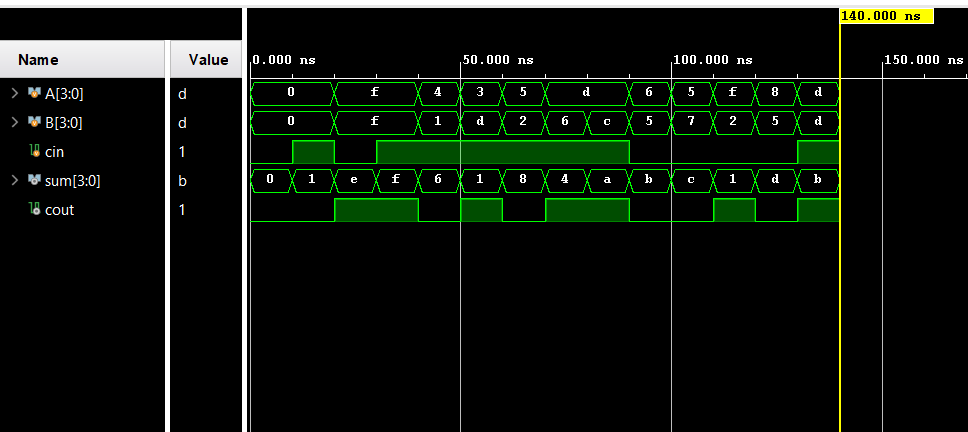 140.000 ns
Name Value 0.000 ns 50.000 ns 100.000 ns 150.000 ns
A[3:0] d 0 f 4 3 5 d 6 5 f 8 d
B[3:0] d 0 f 1 d 2 6 c 5 7 2 5 d
cin 1
sum[3:0] b 0 1 e f 6 1 8 4 a b c 1 d b
cout 1